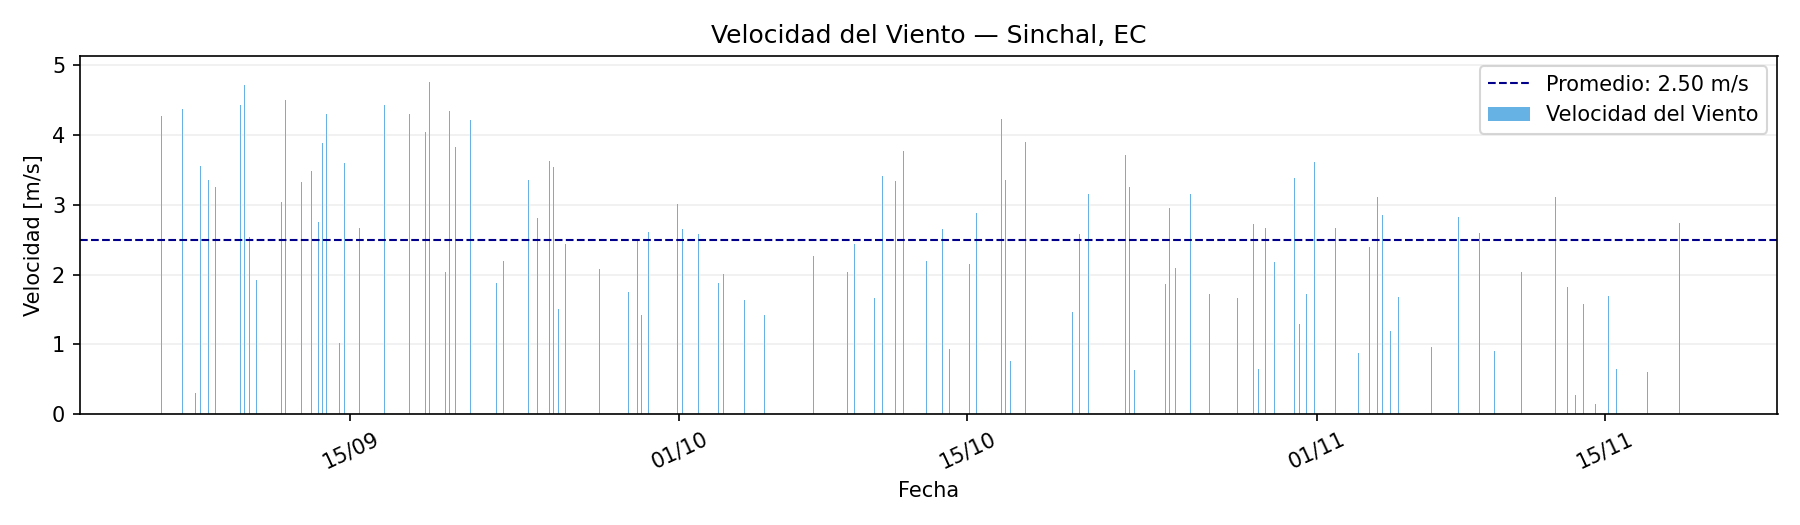 Velocidad del Viento — Sinchal, EC
Velocidad [m/s]
5
4
3
2
1
0
Promedio: 2.50 m/s
Velocidad del Viento
15/09
01/10
15/10
01/11
15/11
Fecha